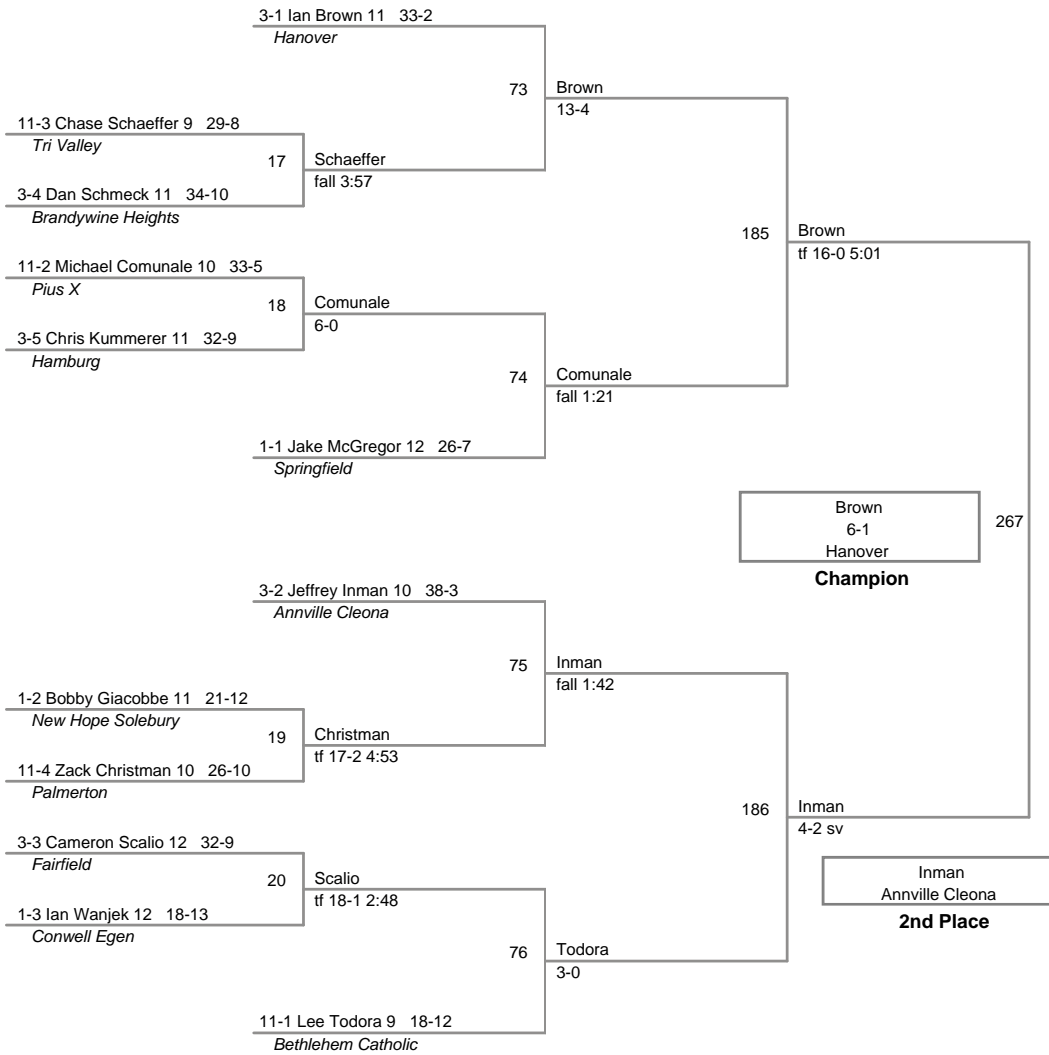 3-1 Ian Brown 11 33-2
Hanover
73
Brown
13-4
11-3 Chase Schaeffer 9 29-8
Tri Valley
17
Schaeffer
fall 3:57
3-4 Dan Schmeck 11 34-10
Brandywine Heights
185
Brown
tf 16-0 5:01
11-2 Michael Comunale 10 33-5
Pius X
18
Comunale
6-0
3-5 Chris Kummerer 11 32-9
Hamburg
74
Comunale
fall 1:21
1-1 Jake McGregor 12 26-7
Springfield
Brown
6-1
Hanover
267
Champion
3-2 Jeffrey Inman 10 38-3
Annville Cleona
75
Inman
fall 1:42
1-2 Bobby Giacobbe 11 21-12
New Hope Solebury
19
Christman
tf 17-2 4:53
11-4 Zack Christman 10 26-10
Palmerton
186
Inman
4-2 sv
3-3 Cameron Scalio 12 32-9
Fairfield
20
Scalio
tf 18-1 2:48
Inman
Annville Cleona
2nd Place
1-3 Ian Wanjek 12 18-13
Conwell Egen
76
Todora
3-0
11-1 Lee Todora 9 18-12
Bethlehem Catholic